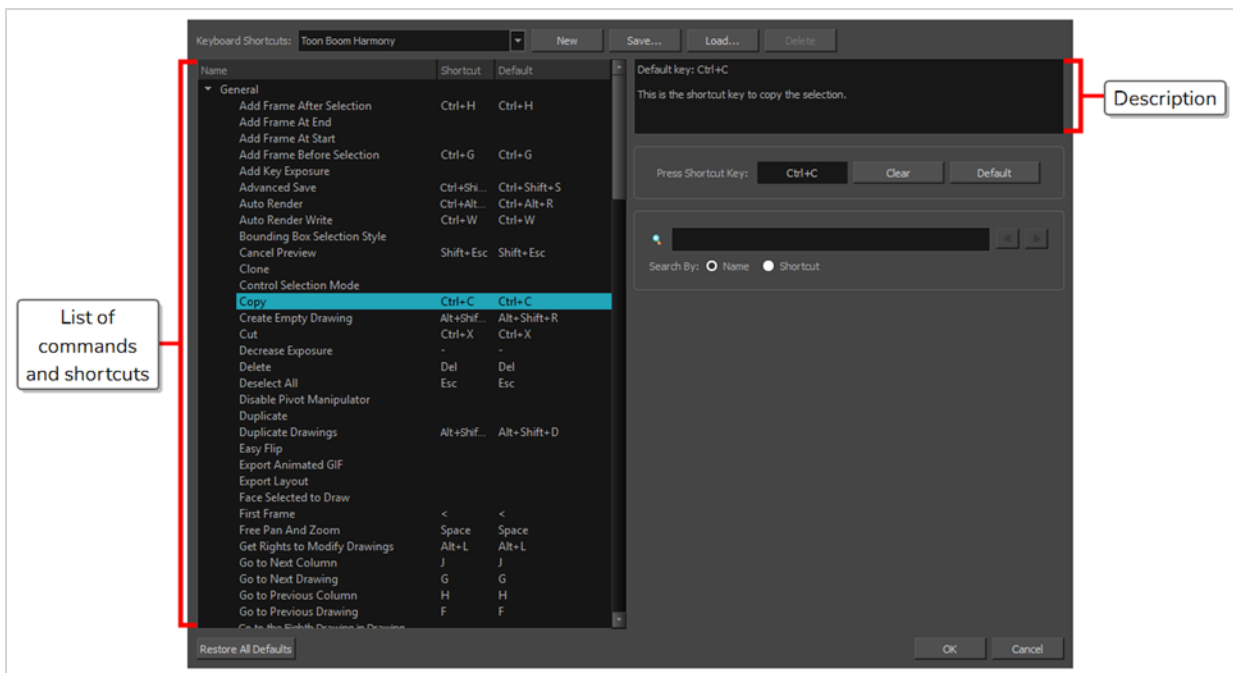 Keyboard Shortcuts: Toon Boom Harmony New Save... Load... Delete
Name Shortcut Default
General
Add Frame After Selection Ctrl+H Ctrl+H
Add Frame At End
Add Frame At Start
Add Frame Before Selection Ctrl+G Ctrl+G
Add Key Exposure
Advanced Save Ctrl+Shi... Ctrl+Shift+S
Auto Render Ctrl+Alt... Ctrl+Alt+R
Auto Render Write Ctrl+W Ctrl+W
Bounding Box Selection Style
Cancel Preview Shift+Esc Shift+Esc
Clone
Control Selection Mode
Copy Ctrl+C Ctrl+C
Create Empty Drawing Alt+Shif... Alt+Shift+R
Cut Ctrl+X Ctrl+X
Decrease Exposure - -
Delete Del Del
Deselect All Esc Esc
Disable Pivot Manipulator
Duplicate
Duplicate Drawings Alt+Shif... Alt+Shift+D
Easy Flip
Export Animated GIF
Export Layout
Face Selected to Draw
First Frame < <
Free Pan And Zoom Space Space
Get Rights to Modify Drawings Alt+L Alt+L
Go to Next Column J J
Go to Next Drawing G G
Go to Previous Column H H
Go to Previous Drawing F F
Go to the Eighth Drawing in Drawing
Default key: Ctrl+C
This is the shortcut key to copy the selection.
Press Shortcut Key: Ctrl+C Clear Default
Search By: Name Shortcut
Restore All Defaults OK Cancel
List of
commands
and shortcuts
Description